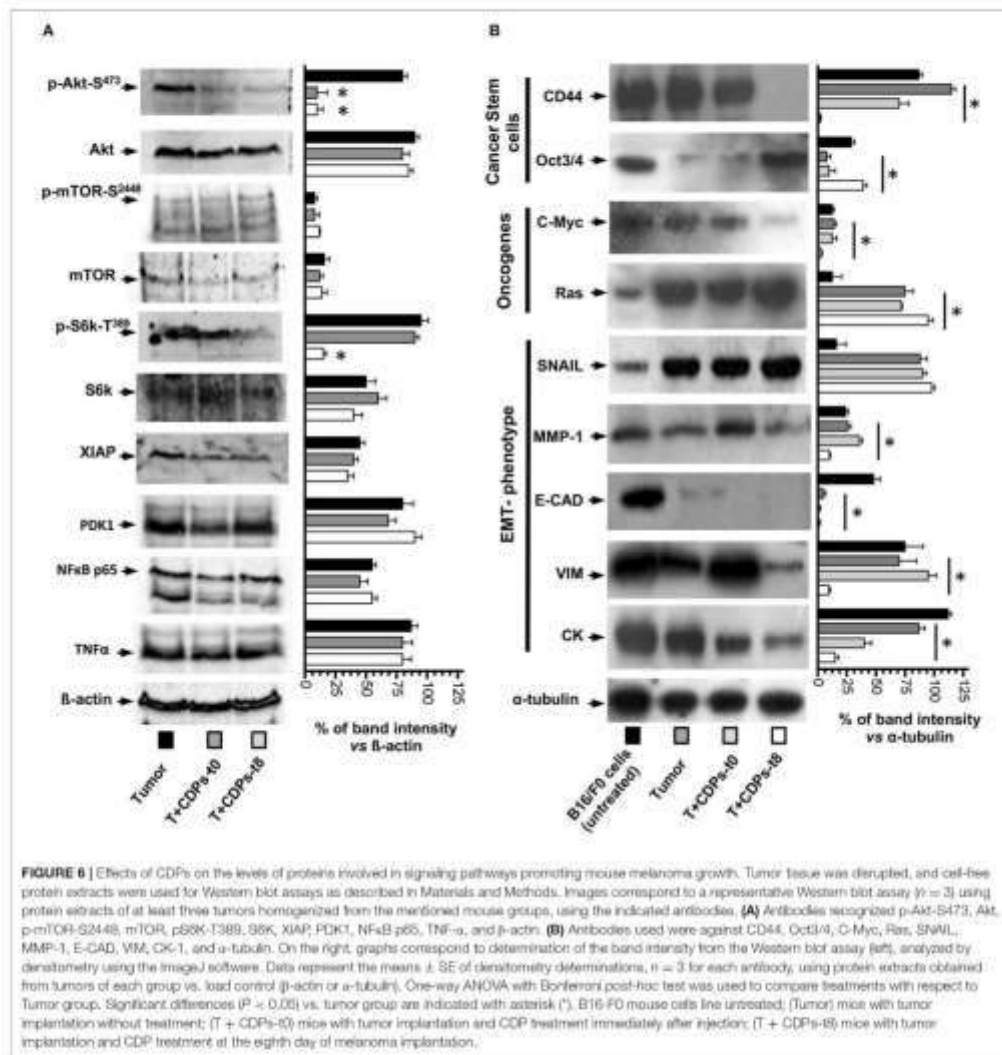 A
p-Akt-S473
Akt
p-mTOR-S2448
mTOR
p-S6k-T389
S6k
XIAP
PDK1
NFκB p65
TNFα
ß-actin
* 
*
*
0 25 50 75 100 125
% of band intensity
vs ß-actin
Tumor
T+CDPs-t0
T+CDPs-t8
B
Cancer Stem
cells
Oncogenes
EMT- phenotype
CD44
Oct3/4
C-Myc
Ras
SNAIL
MMP-1
E-CAD
VIM
CK
α-tubulin
*
*
*
*
*
*
*
*
0 25 50 75 100 125
% of band intensity
vs α-tubulin
B16/F0 cells
(untreated)
Tumor
T+CDPs-t0
T+CDPs-t8
FIGURE 6 | Effects of CDPs on the levels of proteins involved in signaling pathways promoting mouse melanoma growth. Tumor tissue was disrupted, and cell-free
protein extracts were used for Western blot assays as described in Materials and Methods. Images correspond to a representative Western blot assay (n = 3) using
protein extracts of at least three tumors homogenized from the mentioned mouse groups, using the indicated antibodies. (A) Antibodies recognized p-Akt-S473, Akt,
p-mTOR-S2448, mTOR, pS6K-T389, S6K, XIAP, PDK1, NFκB p65, TNF-α, and β-actin. (B) Antibodies used were against CD44, Oct3/4, C-Myc, Ras, SNAIL,
MMP-1, E-CAD, VIM, CK-1, and α-tubulin. On the right, graphs correspond to determination of the band intensity from the Western blot assay (left), analyzed by
densitometry using the ImageJ software. Data represent the means ± SE of densitometry determinations, n = 3 for each antibody, using protein extracts obtained
from tumors of each group vs. load control (β-actin or α-tubulin). One-way ANOVA with Bonferroni post-hoc test was used to compare treatments with respect to
Tumor group. Significant differences (P < 0.05) vs. tumor group are indicated with asterisk (*). B16-F0 mouse cells line untreated; (Tumor) mice with tumor
implantation without treatment; (T + CDPs-t0) mice with tumor implantation and CDP treatment immediately after injection; (T + CDPs-t8) mice with tumor
implantation and CDP treatment at the eighth day of melanoma implantation.